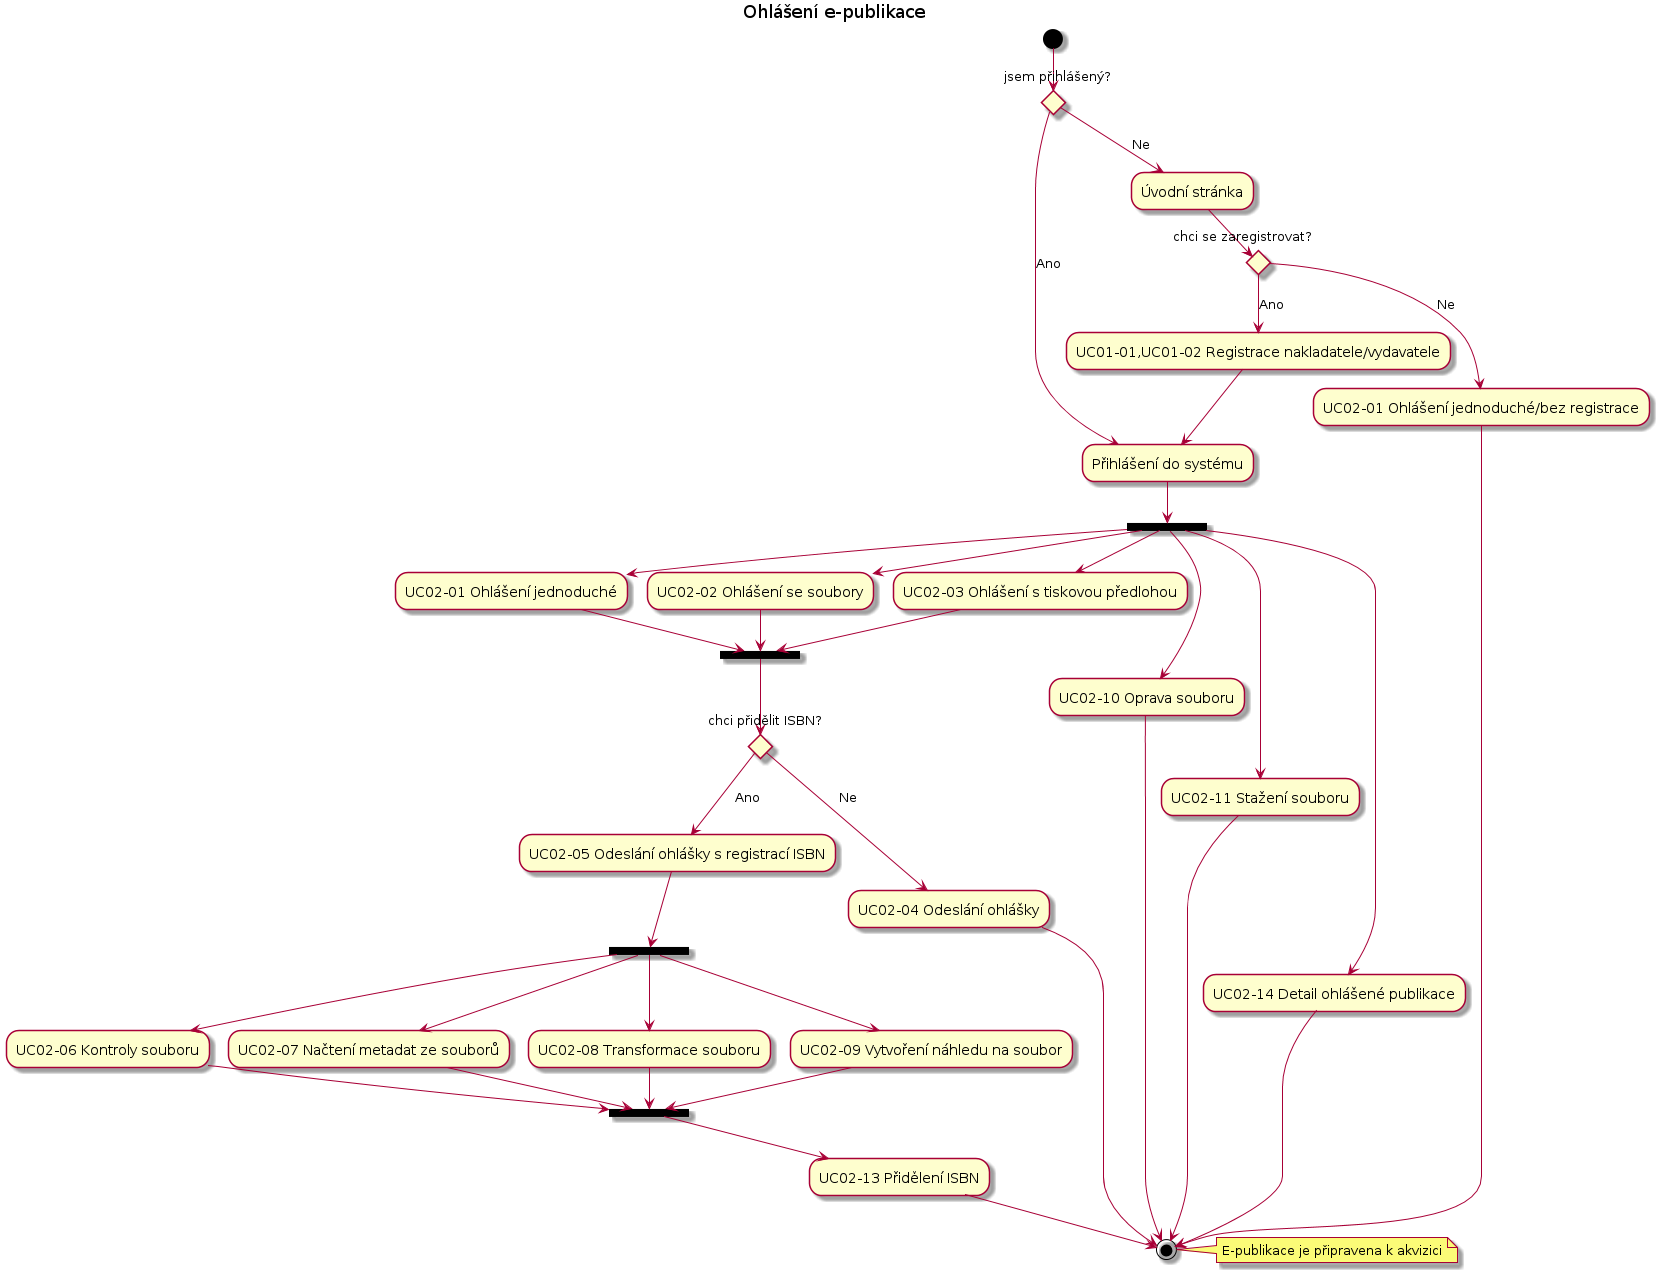 Ohlášení e-publikace
jsem přihlášený?
Ne
Úvodní stránka
chci se zaregistrovat?
Ano
Ano
Ne
UC01-01,UC01-02 Registrace nakladatele/vydavatele
UC02-01 Ohlášení jednoduché/bez registrace
Přihlášení do systému
UC02-01 Ohlášení jednoduché
UC02-02 Ohlášení se soubory
UC02-03 Ohlášení s tiskovou předlohou
UC02-10 Oprava souboru
chci přidělit ISBN?
Ano
Ne
UC02-11 Stažení souboru
UC02-05 Odeslání ohlášky s registrací ISBN
UC02-04 Odeslání ohlášky
UC02-14 Detail ohlášené publikace
UC02-06 Kontroly souboru
UC02-07 Načtení metadat ze souborů
UC02-08 Transformace souboru
UC02-09 Vytvoření náhledu na soubor
UC02-13 Přidělení ISBN
E-publikace je připravena k akvizici